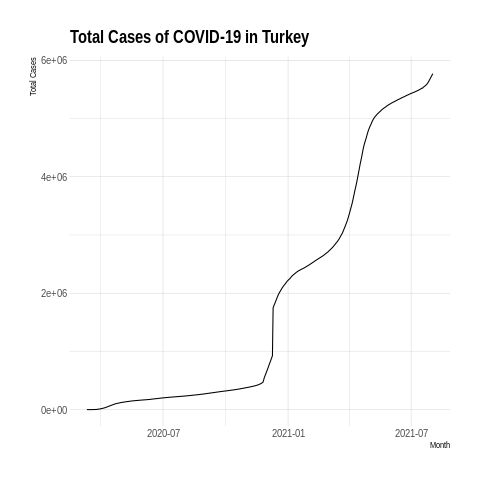 Total Cases of COVID-19 in Turkey
Total Cases
6e+06
4e+06
2e+06
0e+00
2020-07
2021-01
2021-07
Month